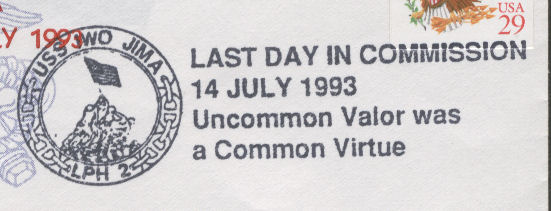 LY 1993
USS IWO JIMA
LPH 2
USA
29
LAST DAY IN COMMISSION
14 JULY 1993
Uncommon Valor was
a Common Virtue